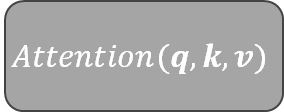 Attention(q, k, v)